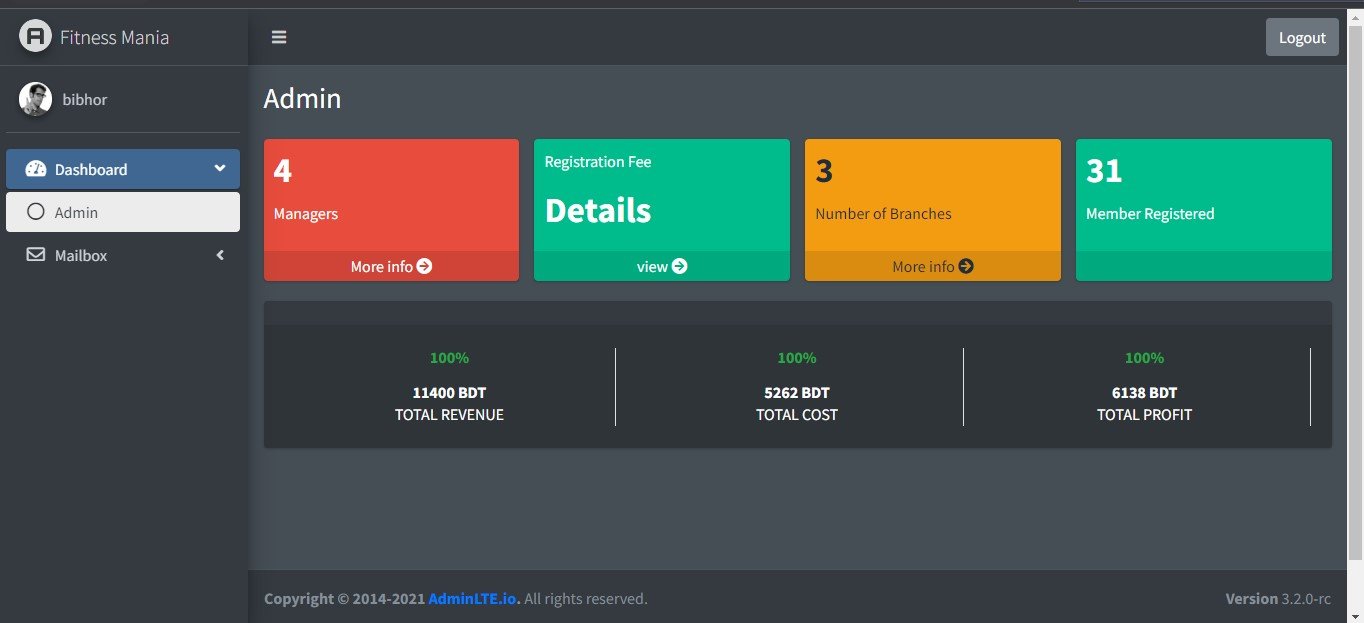 Fitness Mania
Logout
bibhor
Dashboard
Admin
Mailbox
Admin
4
Managers
More info
Registration Fee
Details
view
3
Number of Branches
More info
31
Member Registered
100%
11400 BDT
TOTAL REVENUE
100%
5262 BDT
TOTAL COST
100%
6138 BDT
TOTAL PROFIT
Copyright © 2014-2021 AdminLTE.io. All rights reserved.
Version 3.2.0-rc